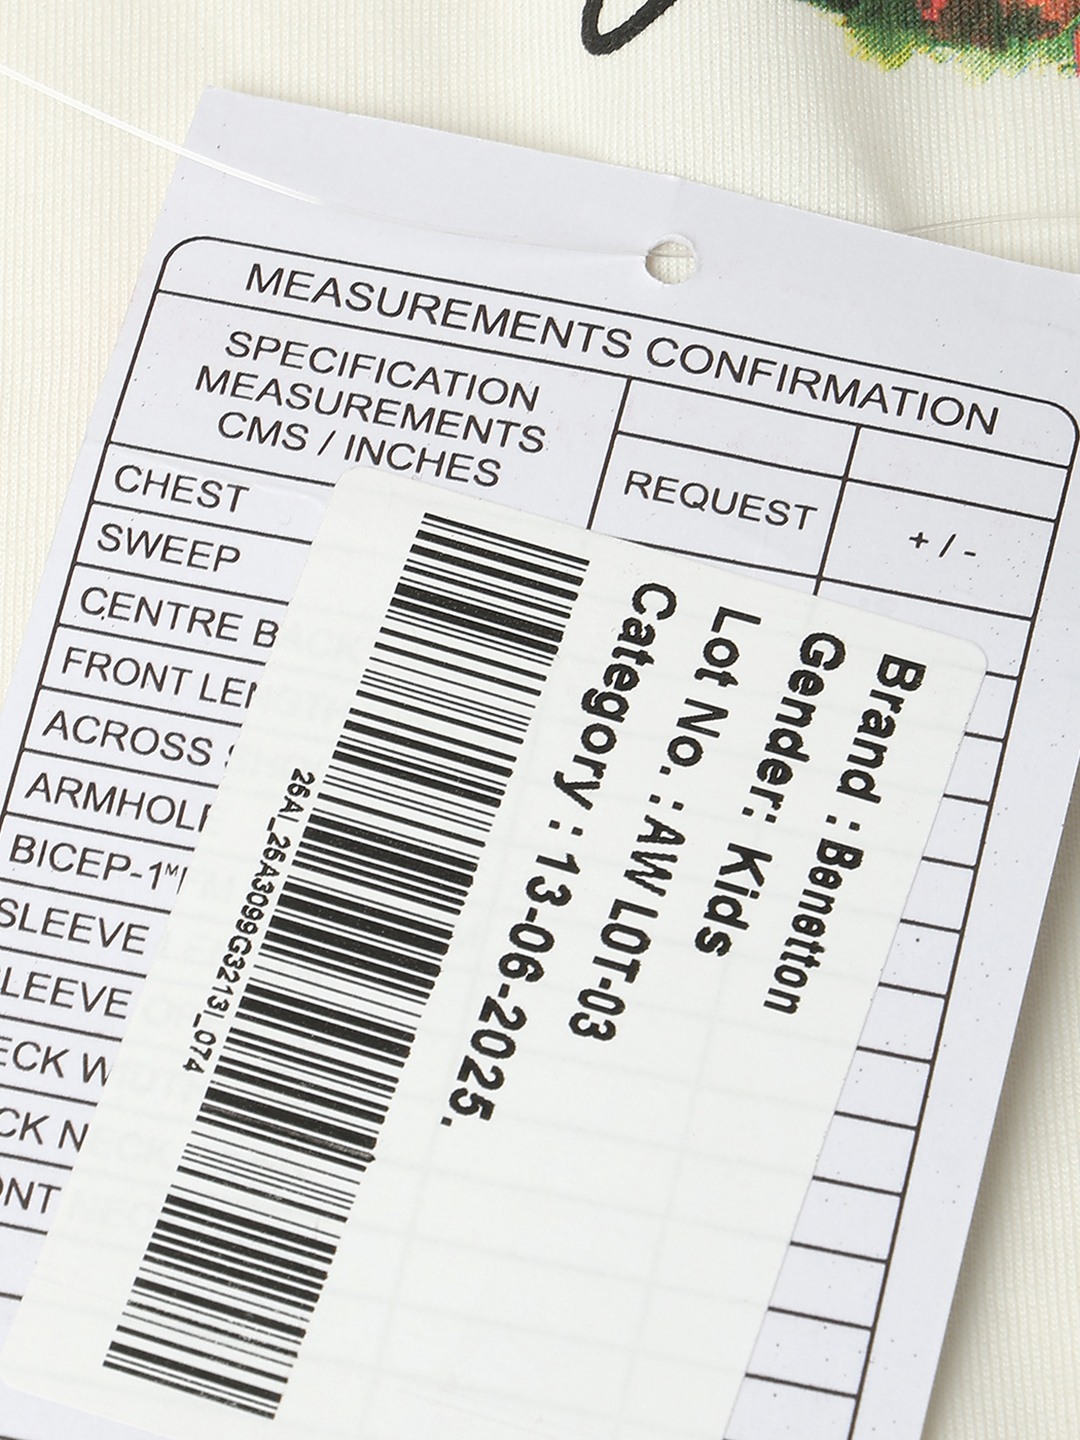 MEASUREMENTS CONFIRMATION
SPECIFICATION
MEASUREMENTS
CMS / INCHES
REQUEST
+ / -
CHEST
SWEEP
CENTRE B
FRONT LEN
ACROSS S
ARMHOL
BICEP-1
SLEEVE
LEEVE
ECK W
CK N
ONT
Brand : Benetton
Gender: Kids
Lot No. : AW LOT-03
Category : 13-06-2025.
26AI_26A3099G3213I_074